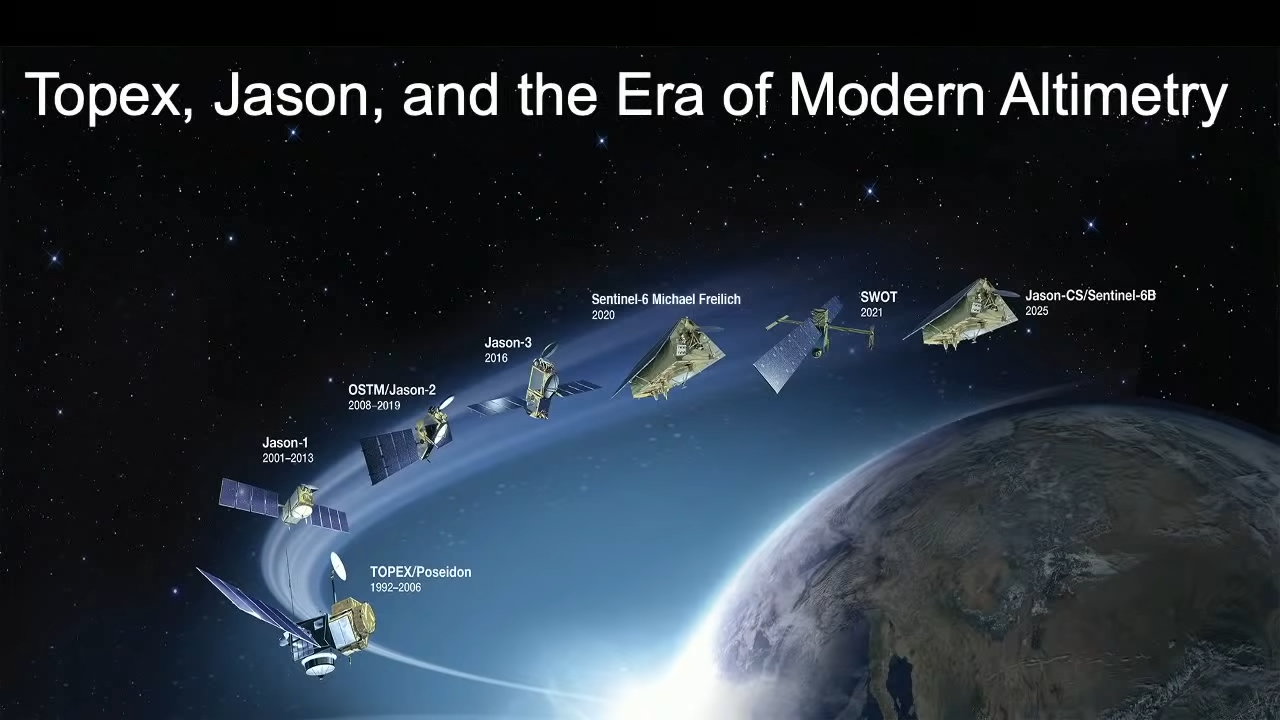 Topex, Jason, and the Era of Modern Altimetry
Jason-CS/Sentinel-6B
2025
SWOT
2021
Sentinel-6 Michael Freilich
2020
Jason-3
2016
OSTM/Jason-2
2008–2019
Jason-1
2001–2013
TOPEX/Poseidon
1992–2006